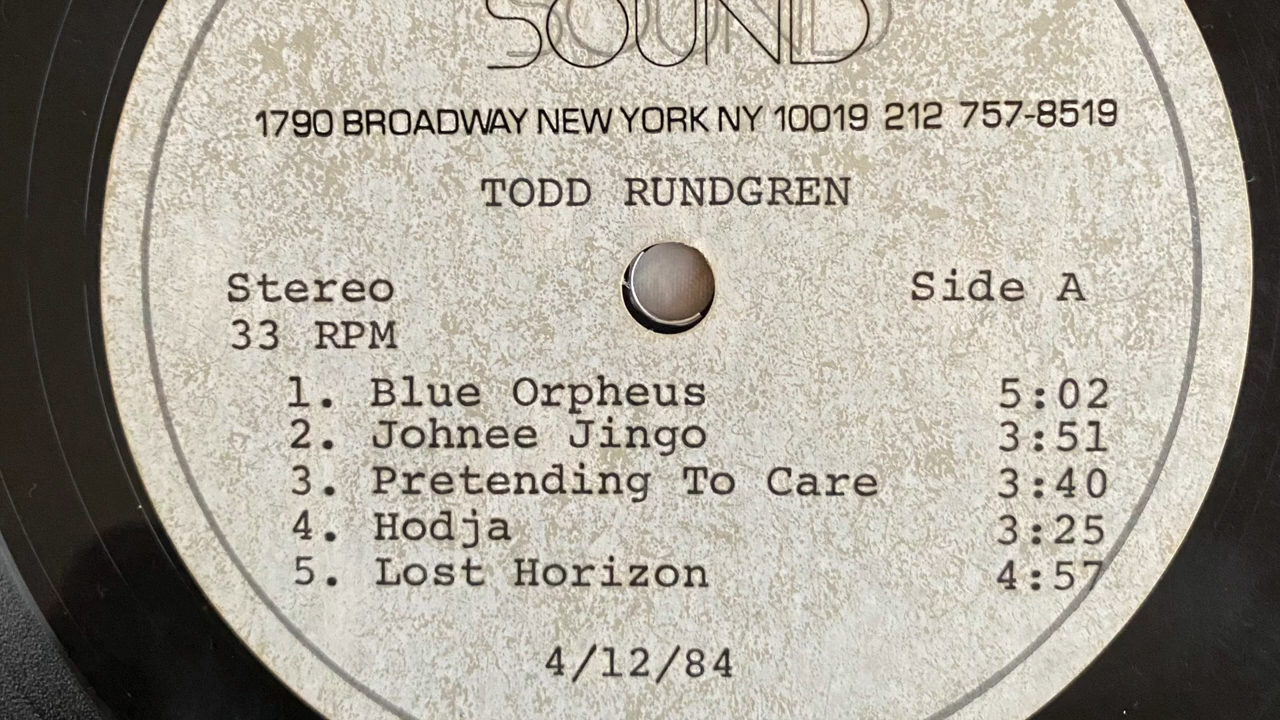 SOUND
1790 BROADWAY NEW YORK NY 10019 212 757-8519
TODD RUNDGREN
Stereo Side A
33 RPM
1. Blue Orpheus 5:02
2. Johnee Jingo 3:51
3. Pretending To Care 3:40
4. Hodja 3:25
5. Lost Horizon 4:57
4/12/84